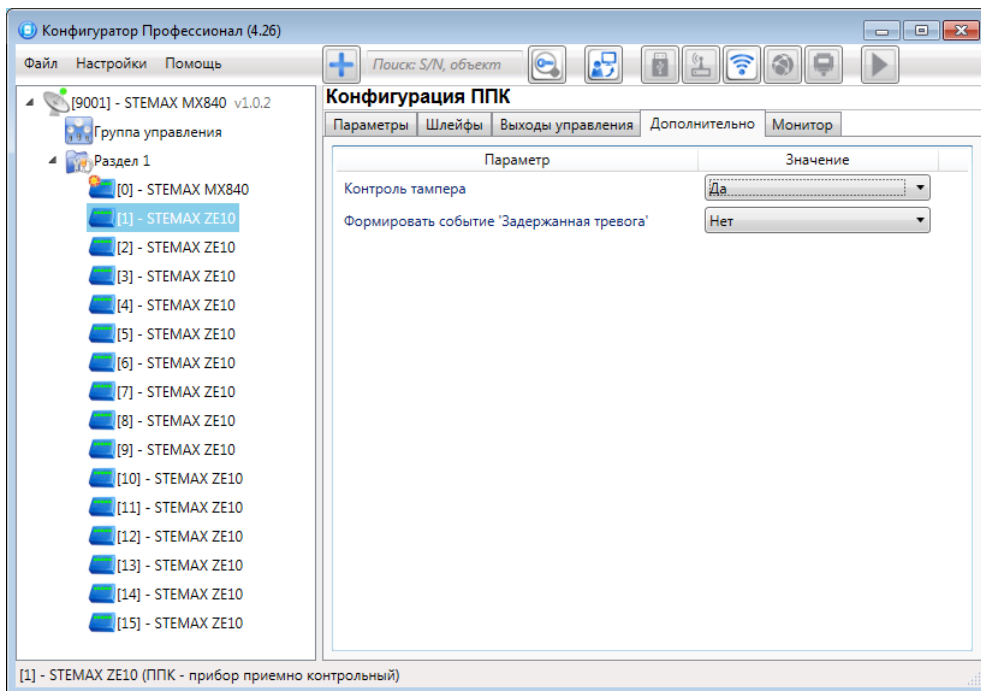 Конфигуратор Профессионал (4.26)
Файл Настройки Помощь
Поиск: S/N, объект
[9001] - STEMAX MX840 v1.0.2
Группа управления
Раздел 1
[0] - STEMAX MX840
[1] - STEMAX ZE10
[2] - STEMAX ZE10
[3] - STEMAX ZE10
[4] - STEMAX ZE10
[5] - STEMAX ZE10
[6] - STEMAX ZE10
[7] - STEMAX ZE10
[8] - STEMAX ZE10
[9] - STEMAX ZE10
[10] - STEMAX ZE10
[11] - STEMAX ZE10
[12] - STEMAX ZE10
[13] - STEMAX ZE10
[14] - STEMAX ZE10
[15] - STEMAX ZE10
Конфигурация ППК
Параметры Шлейфы Выходы управления Дополнительно Монитор
Параметр Значение
Контроль тампера Да
Формировать событие 'Задержанная тревога' Нет
[1] - STEMAX ZE10 (ППК - прибор приемно контрольный)